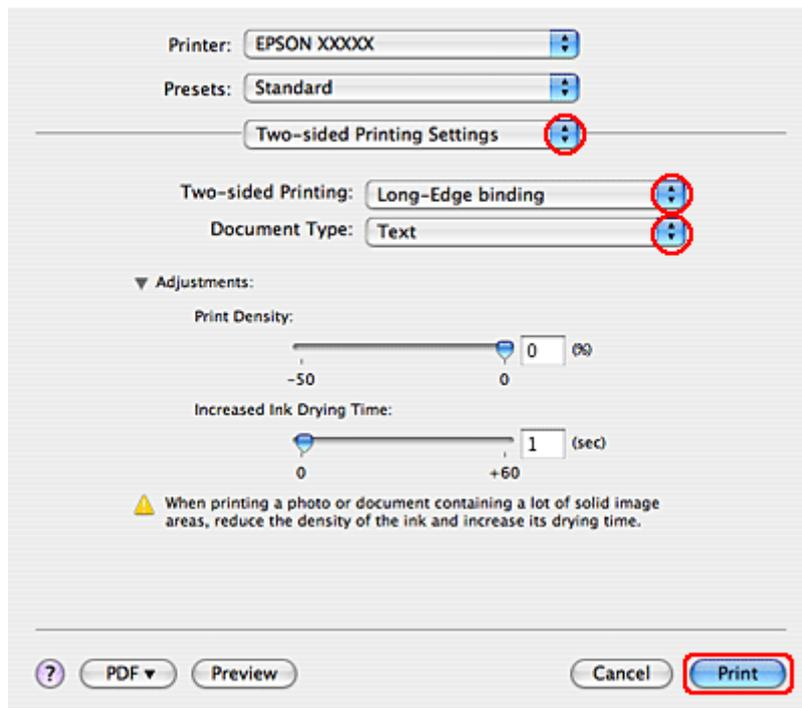 Printer: EPSON XXXXX
Presets: Standard
Two-sided Printing Settings
Two-sided Printing: Long-Edge binding
Document Type: Text
Adjustments:
Print Density:
0 (%)
-50 0
Increased Ink Drying Time:
1 (sec)
0 +60
When printing a photo or document containing a lot of solid image
areas, reduce the density of the ink and increase its drying time.
? PDF Preview Cancel Print